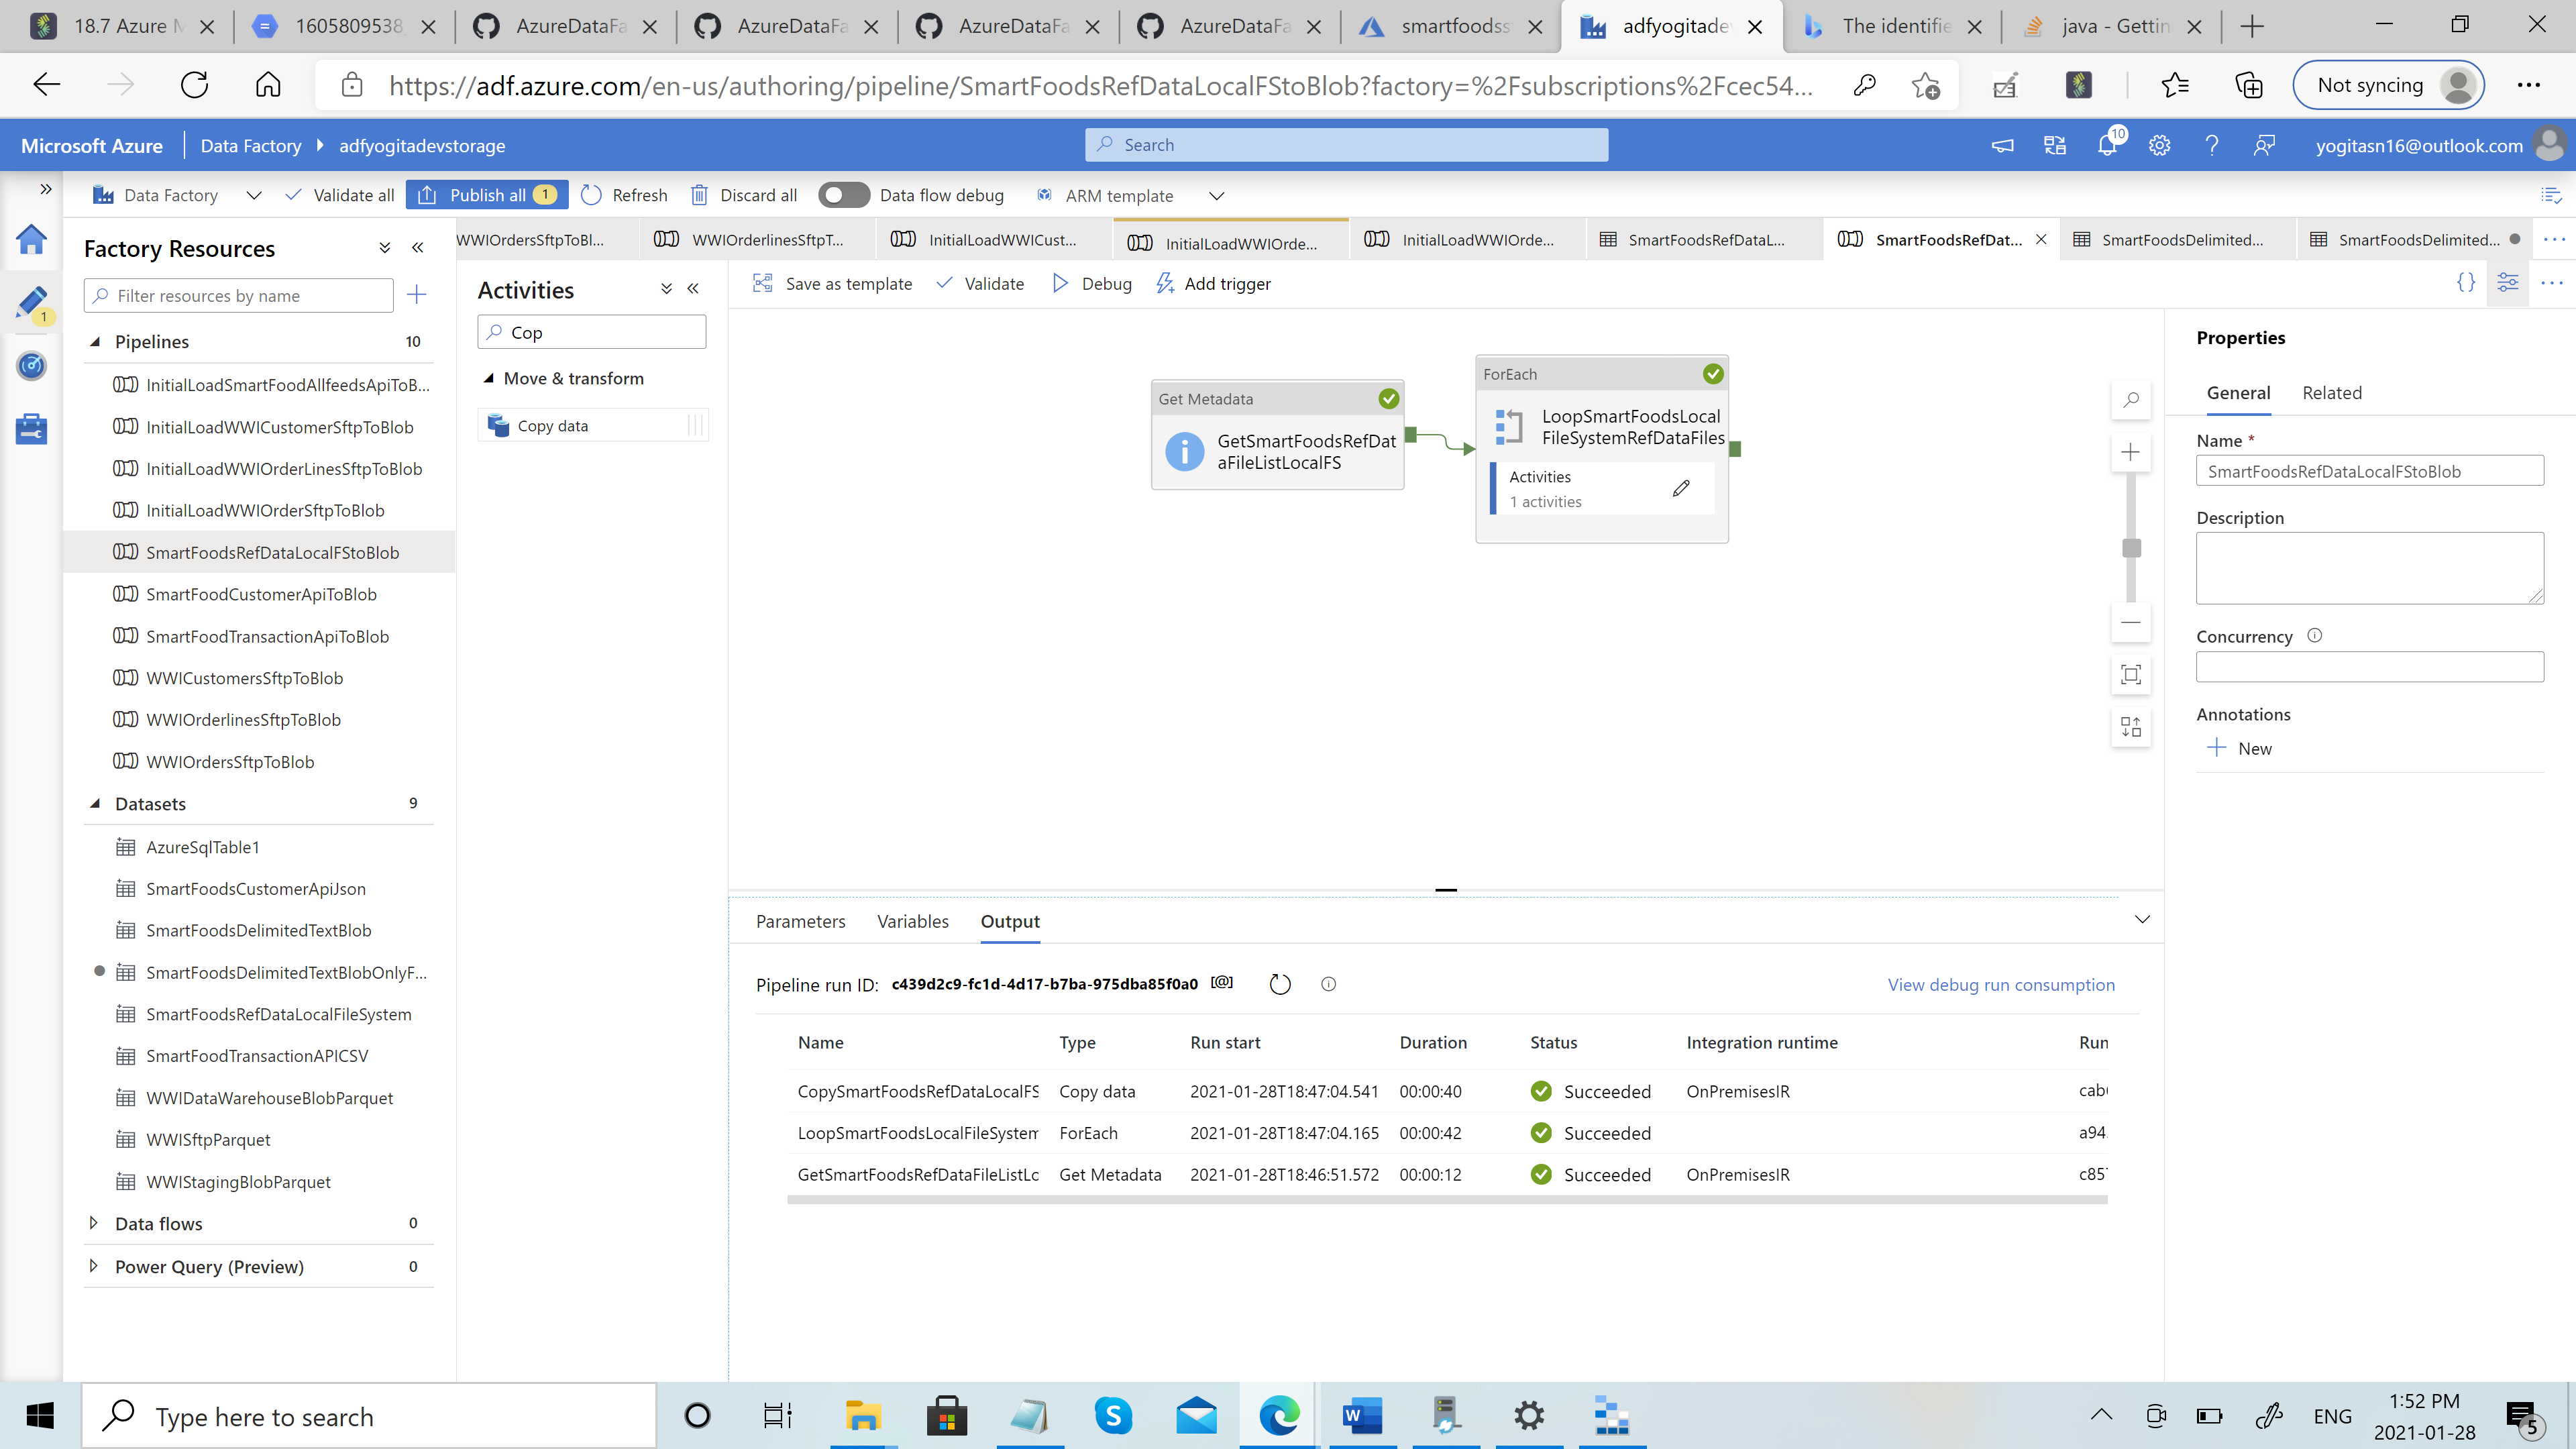 18.7 Azure M
1605809538
AzureDataFa
AzureDataFa
AzureDataFa
AzureDataFa
smartfoodss
adfyogitade
The identifie
java - Gettin
https://adf.azure.com/en-us/authoring/pipeline/SmartFoodsRefDataLocalFStoBlob?factory=%2Fsubscriptions%2Fcec54...
Not syncing
Microsoft Azure
Data Factory
adfyogitadevstorage
Search
10
yogitasn16@outlook.com
Data Factory
Validate all
Publish all 1
Refresh
Discard all
Data flow debug
ARM template
Factory Resources
Filter resources by name
1
Pipelines 10
InitialLoadSmartFoodAllfeedsApiToB...
InitialLoadWWICustomerSftpToBlob
InitialLoadWWIOrderLinesSftpToBlob
InitialLoadWWIOrderSftpToBlob
SmartFoodsRefDataLocalFStoBlob
SmartFoodCustomerApiToBlob
SmartFoodTransactionApiToBlob
WWICustomersSftpToBlob
WWIOrderlinesSftpToBlob
WWIOrdersSftpToBlob
Datasets 9
AzureSqlTable1
SmartFoodsCustomerApiJson
SmartFoodsDelimitedTextBlob
SmartFoodsDelimitedTextBlobOnlyF...
SmartFoodsRefDataLocalFileSystem
SmartFoodTransactionAPICSV
WWIDataWarehouseBlobParquet
WWISftpParquet
WWIStagingBlobParquet
Data flows 0
Power Query (Preview) 0
WWIOrdersSftpToBl...
WWIOrderlinesSftpT...
InitialLoadWWICust...
InitialLoadWWIOrde...
InitialLoadWWIOrde...
SmartFoodsRefDataL...
SmartFoodsRefDat...
SmartFoodsDelimited...
SmartFoodsDelimited...
Activities
Cop
Move & transform
Copy data
Save as template
Validate
Debug
Add trigger
Get Metadata
GetSmartFoodsRefDat
aFileListLocalFS
ForEach
LoopSmartFoodsLocal
FileSystemRefDataFiles
Activities
1 activities
Properties
General
Related
Name *
SmartFoodsRefDataLocalFStoBlob
Description
Concurrency
Annotations
New
Parameters
Variables
Output
Pipeline run ID: c439d2c9-fc1d-4d17-b7ba-975dba85f0a0 [@]
View debug run consumption
Name Type Run start Duration Status Integration runtime Run
CopySmartFoodsRefDataLocalFS Copy data 2021-01-28T18:47:04.541 00:00:40 Succeeded OnPremisesIR
LoopSmartFoodsLocalFileSystem ForEach 2021-01-28T18:47:04.165 00:00:42 Succeeded a94
GetSmartFoodsRefDataFileListLc Get Metadata 2021-01-28T18:46:51.572 00:00:12 Succeeded OnPremisesIR c857
Type here to search
ENG
1:52 PM
2021-01-28
5